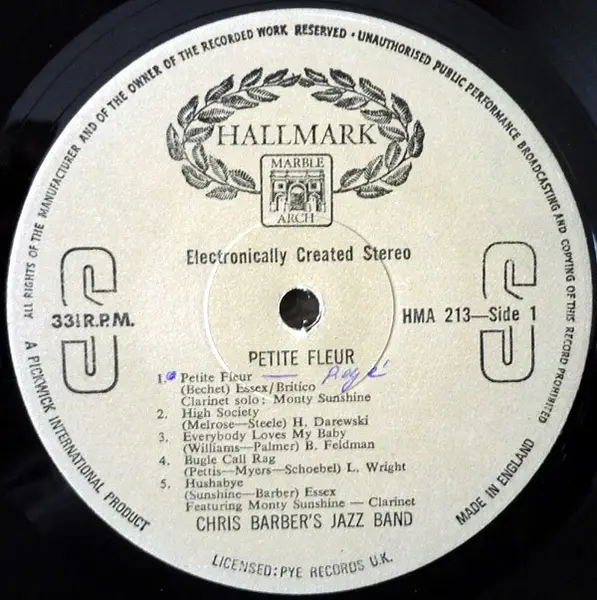 ALL RIGHTS OF THE MANUFACTURER AND OF THE OWNER OF THE RECORDED WORK RESERVED · UNAUTHORISED PUBLIC PERFORMANCE BROADCASTING AND COPYING OF THIS RECORD PROHIBITED
HALLMARK
MARBLE
ARCH
Electronically Created Stereo
33⅓ R.P.M.
HMA 213—Side 1
PETITE FLEUR
1. Petite Fleur
(Bechet) Essex/Britico
Clarinet solo: Monty Sunshine
2. High Society
(Melrose—Steele) H. Darewski
3. Everybody Loves My Baby
(Williams—Palmer) B. Feldman
4. Bugle Call Rag
(Pettis—Myers—Schoebel) L. Wright
5. Hushabye
(Sunshine—Barber) Essex
Featuring Monty Sunshine — Clarinet
CHRIS BARBER'S JAZZ BAND
A PICKWICK INTERNATIONAL PRODUCT
LICENSED: PYE RECORDS U.K.
MADE IN ENGLAND